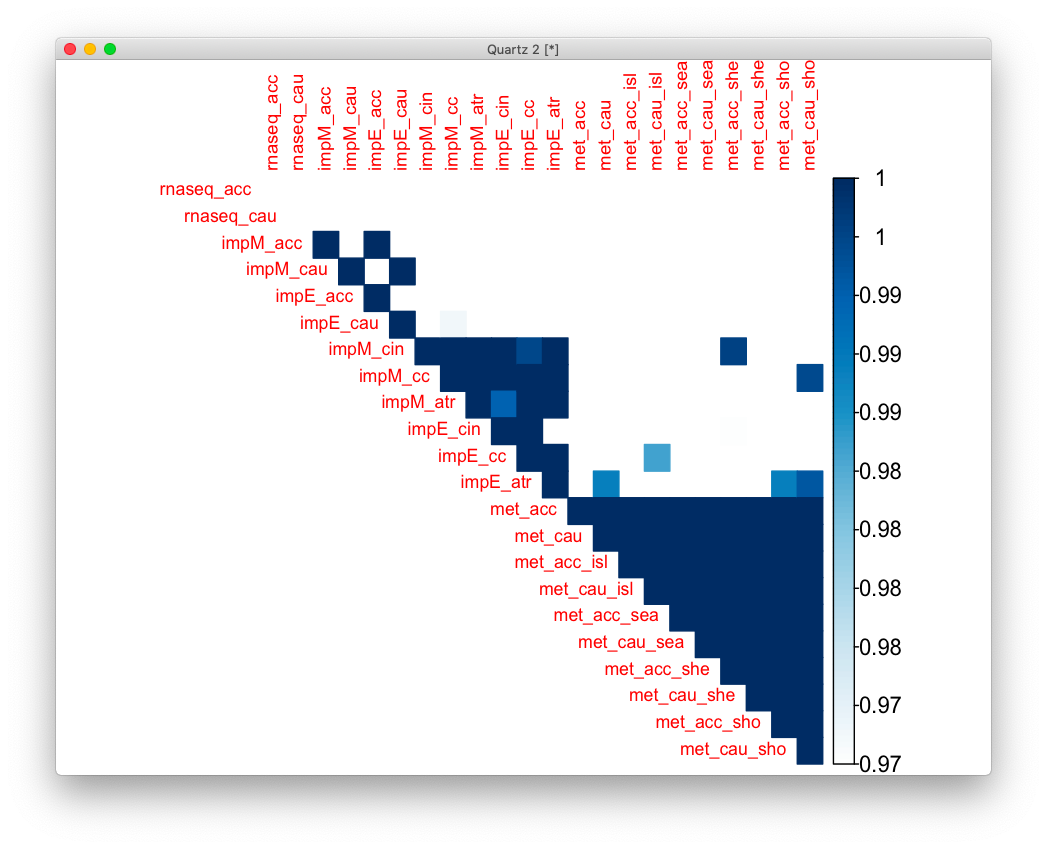 Quartz 2 [*]
rnaseq_acc
rnaseq_cau
impM_acc
impM_cau
impE_acc
impE_cau
impM_cin
impM_cc
impM_atr
impE_cin
impE_cc
impE_atr
met_acc
met_cau
met_acc_isl
met_cau_isl
met_acc_sea
met_cau_sea
met_acc_she
met_cau_she
met_acc_sho
met_cau_sho
rnaseq_acc
rnaseq_cau
impM_acc
impM_cau
impE_acc
impE_cau
impM_cin
impM_cc
impM_atr
impE_cin
impE_cc
impE_atr
met_acc
met_cau
met_acc_isl
met_cau_isl
met_acc_sea
met_cau_sea
met_acc_she
met_cau_she
met_acc_sho
met_cau_sho
1
1
0.99
0.99
0.99
0.98
0.98
0.98
0.98
0.97
0.97